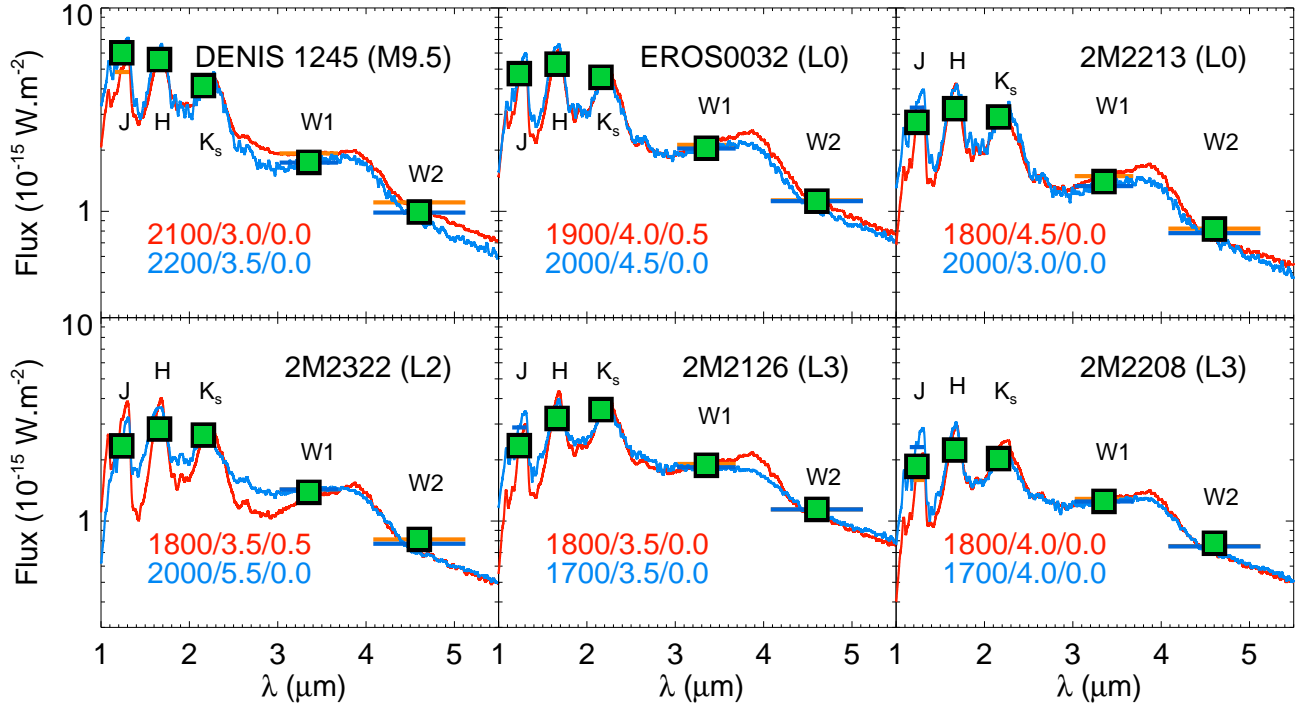 10
DENIS 1245 (M9.5)
EROS0032 (L0)
2M2213 (L0)
J
H
Ks
W1
W2
J
H
Ks
W1
W2
J
H
Ks
W1
W2
1
Flux (10-15 W.m-2)
2100/3.0/0.0
2200/3.5/0.0
1900/4.0/0.5
2000/4.5/0.0
1800/4.5/0.0
2000/3.0/0.0
10
2M2322 (L2)
2M2126 (L3)
2M2208 (L3)
J
H
Ks
W1
W2
J
H
Ks
W1
W2
J
H
Ks
W1
W2
1
Flux (10-15 W.m-2)
1800/3.5/0.5
2000/5.5/0.0
1800/3.5/0.0
1700/3.5/0.0
1800/4.0/0.0
1700/4.0/0.0
1 2 3 4 5
1 2 3 4 5
1 2 3 4 5
λ (μm)
λ (μm)
λ (μm)